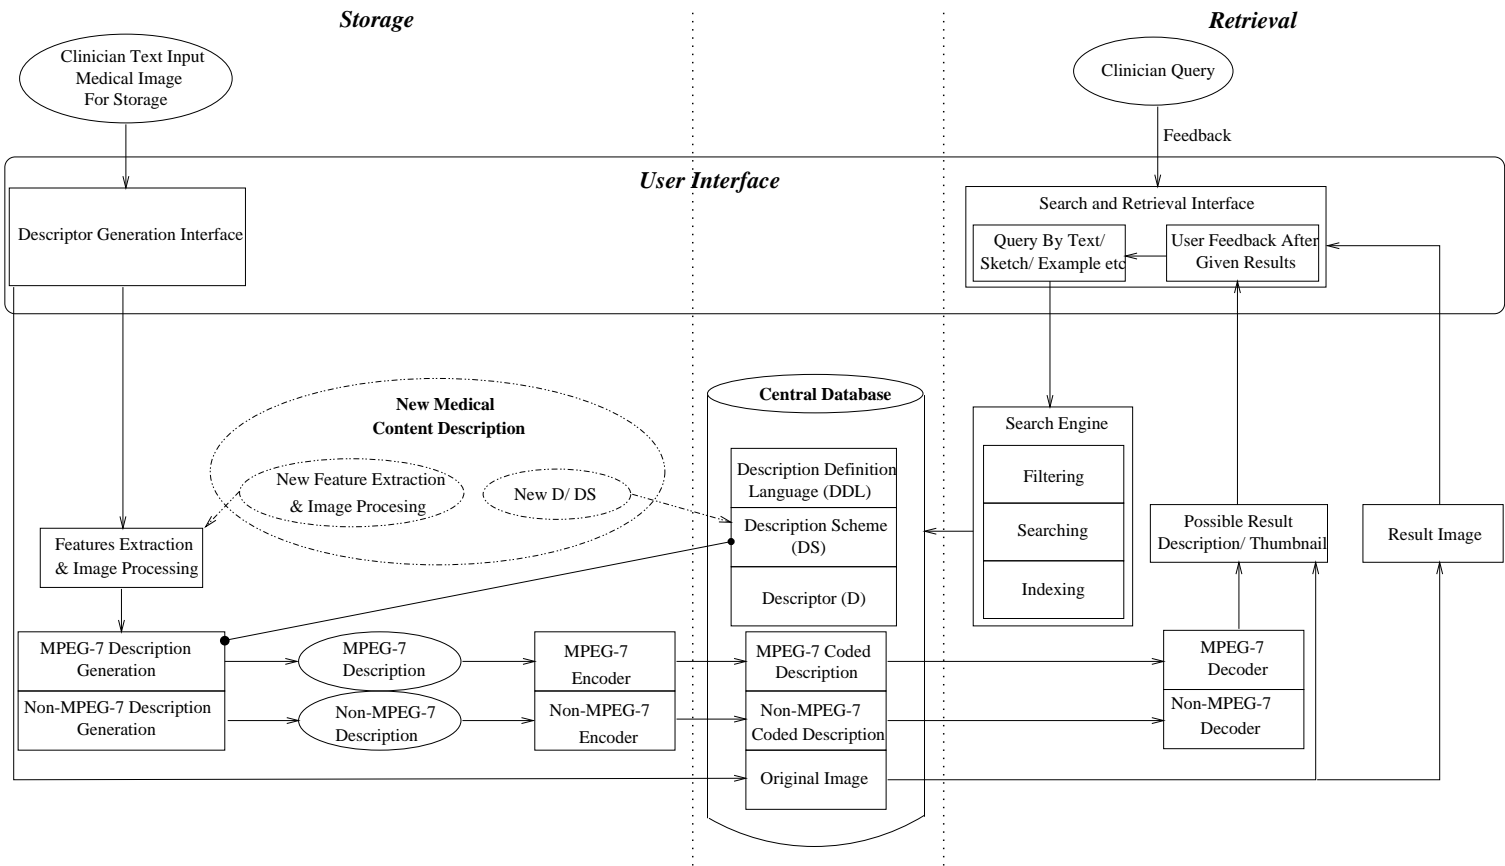 Storage
Retrieval
Clinician Text Input
Medical Image
For Storage
Clinician Query
Feedback
User Interface
Descriptor Generation Interface
Search and Retrieval Interface
Query By Text/
Sketch/ Example etc
User Feedback After
Given Results
New Medical
Content Description
New Feature Extraction
& Image Procesing
New D/ DS
Central Database
Description Definition
Language (DDL)
Description Scheme
(DS)
Descriptor (D)
Search Engine
Filtering
Searching
Indexing
Possible Result
Description/ Thumbnail
Result Image
Features Extraction
& Image Processing
MPEG-7 Description
Generation
MPEG-7
Description
MPEG-7
Encoder
MPEG-7 Coded
Description
MPEG-7
Decoder
Non-MPEG-7 Description
Generation
Non-MPEG-7
Description
Non-MPEG-7
Encoder
Non-MPEG-7
Coded Description
Non-MPEG-7
Decoder
Original Image